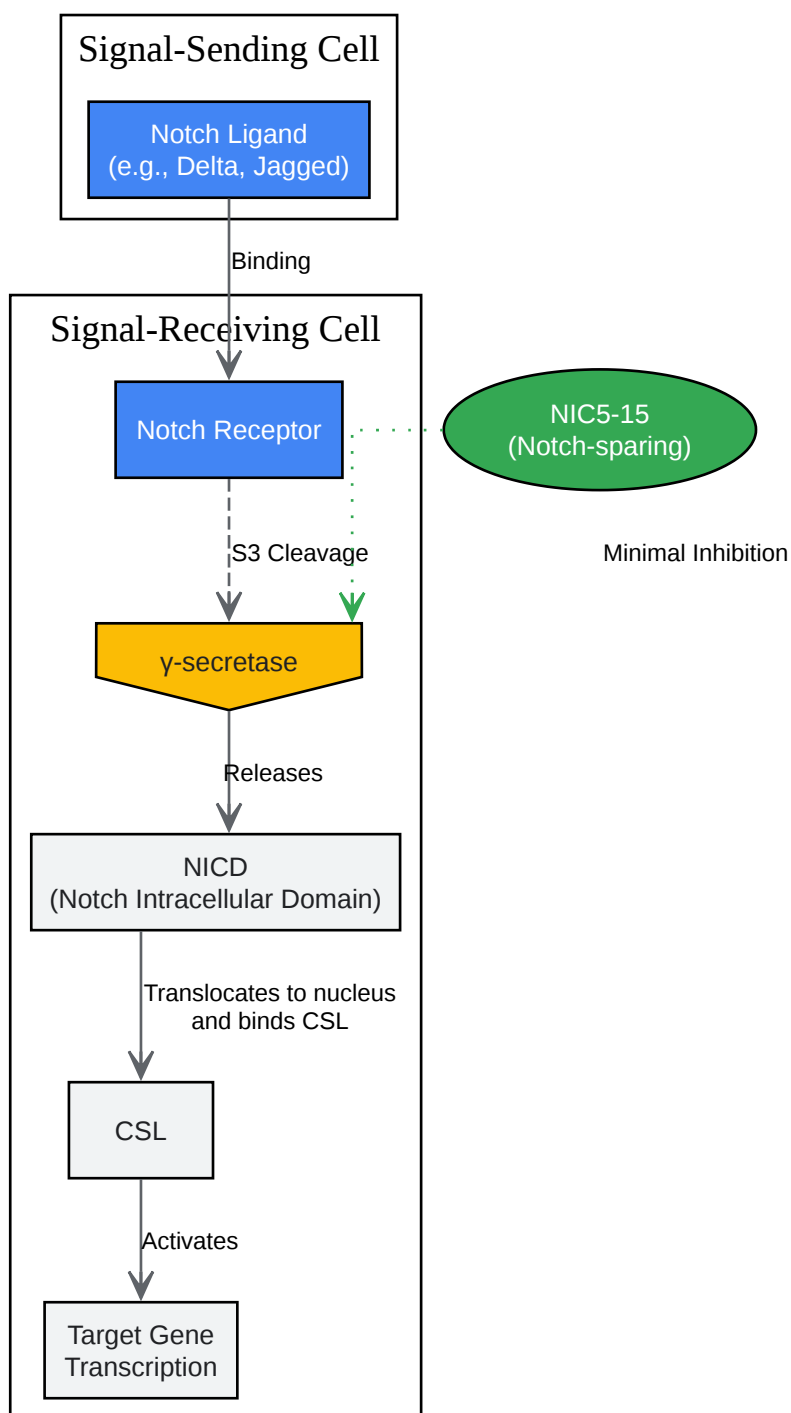 Signal-Sending Cell
Notch Ligand
(e.g., Delta, Jagged)
Binding
Signal-Receiving Cell
Notch Receptor
NIC5-15
(Notch-sparing)
S3 Cleavage
Minimal Inhibition
γ-secretase
Releases
NICD
(Notch Intracellular Domain)
Translocates to nucleus
and binds CSL
CSL
Activates
Target Gene
Transcription